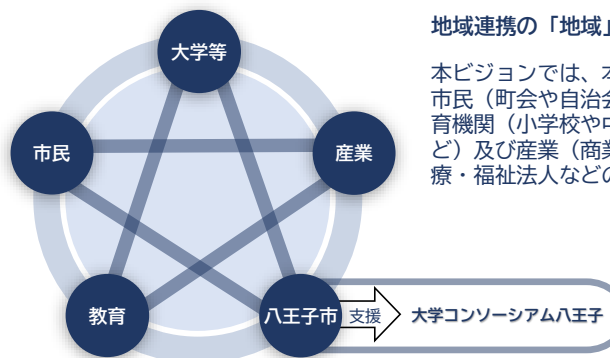 地域連携の「地域」
本ビジョンでは、
市民（町会や自治会
育機関（小学校や中
ど）及び産業（商業
療・福祉法人などの
大学等
市民
産業
教育
八王子市
支援
大学コンソーシアム八王子